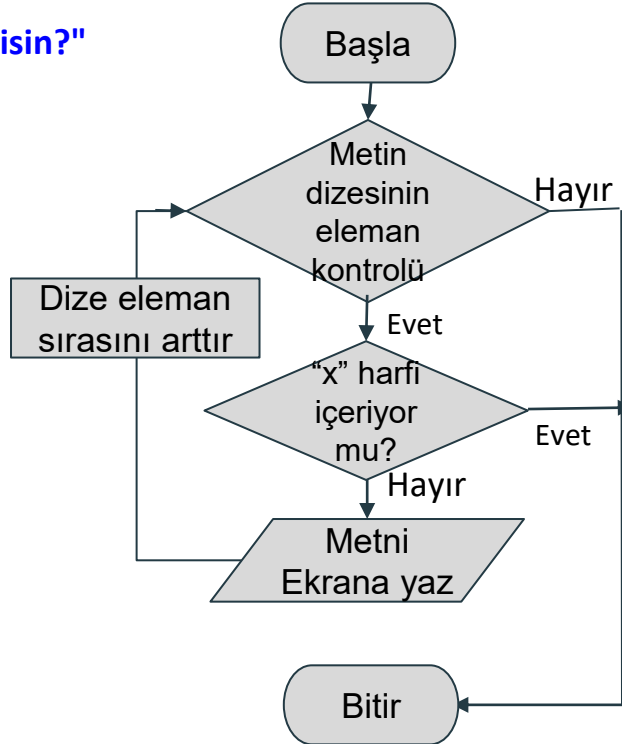 isin?"
Başla
Metin
dizesinin
eleman
kontrolü
Hayır
Dize eleman
sırasını arttır
Evet
“x” harfi
içeriyor
mu?
Evet
Hayır
Metni
Ekrana yaz
Bitir